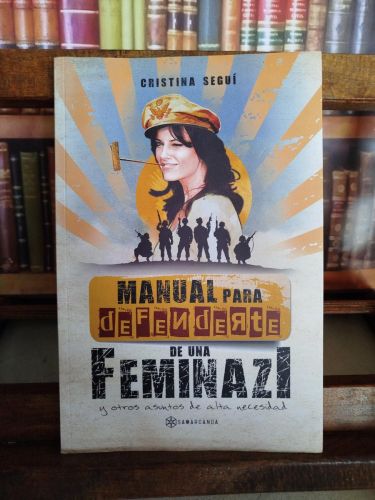 CRISTINA SEGUÍ
MANUAL PARA
DEFENDERTE
DE UNA
FEMINAZI
y otros asuntos de alta necesidad
SAMARCANDA